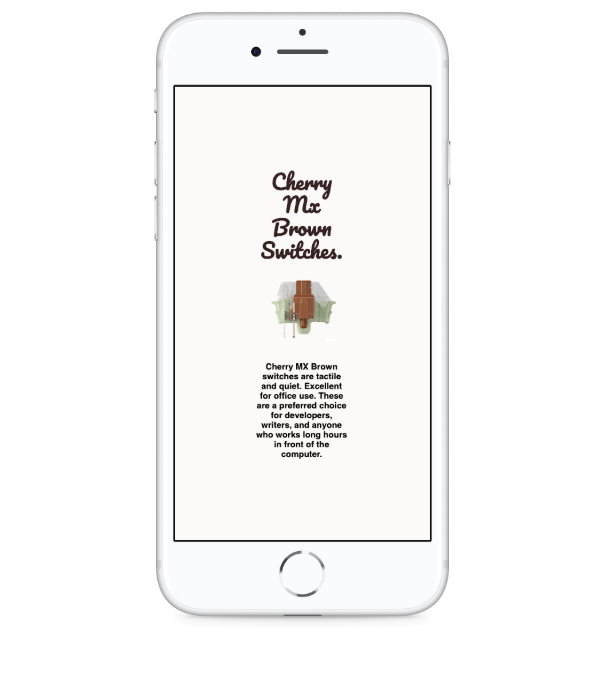 Cherry
Mx
Brown
Switches.
Cherry MX Brown
switches are tactile
and quiet. Excellent
for office use. These
are a preferred choice
for developers,
writers, and anyone
who works long hours
in front of the
computer.